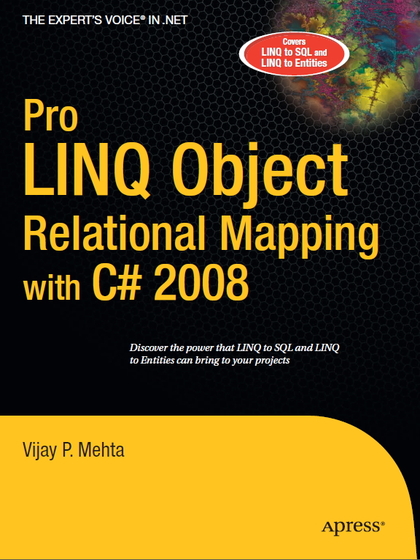 THE EXPERT'S VOICE® IN .NET
Covers
LINQ to SQL and
LINQ to Entities
Pro
LINQ Object
Relational Mapping
with C# 2008
Discover the power that LINQ to SQL and LINQ
to Entities can bring to your projects
Vijay P. Mehta
Apress®